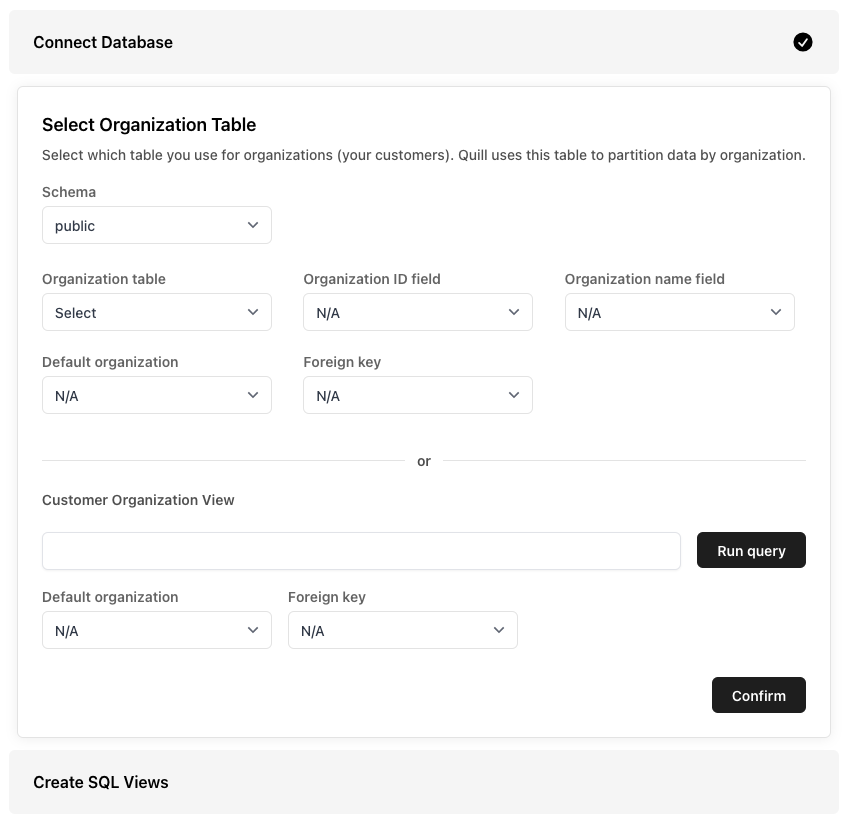 Connect Database
Select Organization Table
Select which table you use for organizations (your customers). Quill uses this table to partition data by organization.
Schema
public
Organization table
Organization ID field
Organization name field
Select
N/A
N/A
Default organization
Foreign key
N/A
N/A
or
Customer Organization View
Run query
Default organization
Foreign key
N/A
N/A
Confirm
Create SQL Views